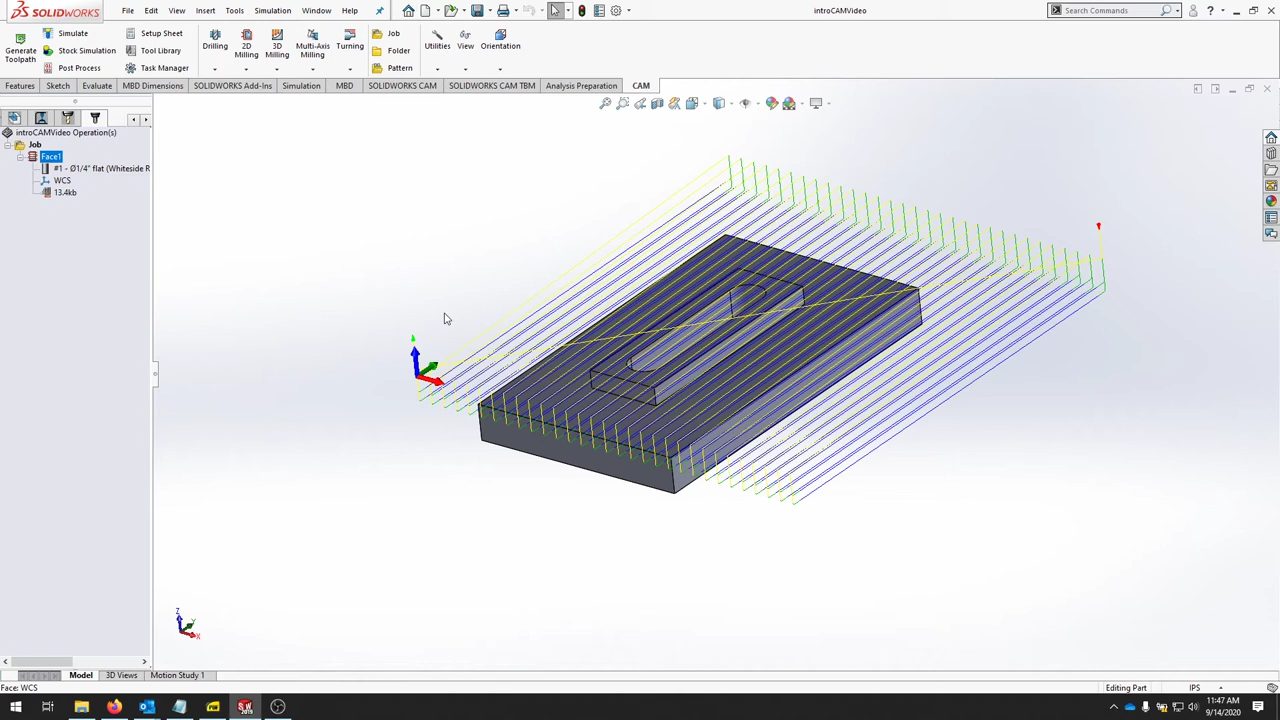 SOLIDWORKS File Edit View Insert Tools Simulation Window Help introCAMVideo Search Commands
Generate Toolpath
Simulate
Stock Simulation
Post Process
Setup Sheet
Tool Library
Task Manager
Drilling
2D Milling
3D Milling
Multi-Axis Milling
Turning
Job
Folder
Pattern
Utilities
View
Orientation
Features Sketch Evaluate MBD Dimensions SOLIDWORKS Add-Ins Simulation MBD SOLIDWORKS CAM SOLIDWORKS CAM TBM Analysis Preparation CAM
introCAMVideo Operation(s)
Job
Face1
#1 - Ø1/4" flat (Whiteside R
WCS
13.4kb
Z
Y
X
Model 3D Views Motion Study 1
Face: WCS Editing Part IPS
11:47 AM
9/14/2020